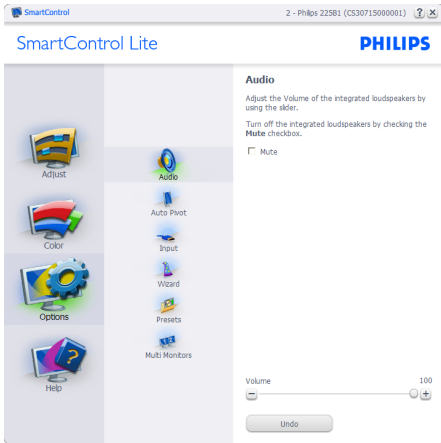 SmartControl
2 - Philips 225B1 (CS30715000001)
SmartControl Lite
PHILIPS
Adjust
Color
Options
Help
Audio
Auto Pivot
Input
Wizard
Presets
Multi Monitors
Audio
Adjust the Volume of the integrated loudspeakers by
using the slider.
Turn off the integrated loudspeakers by checking the
Mute checkbox.
Mute
Volume 100
Undo